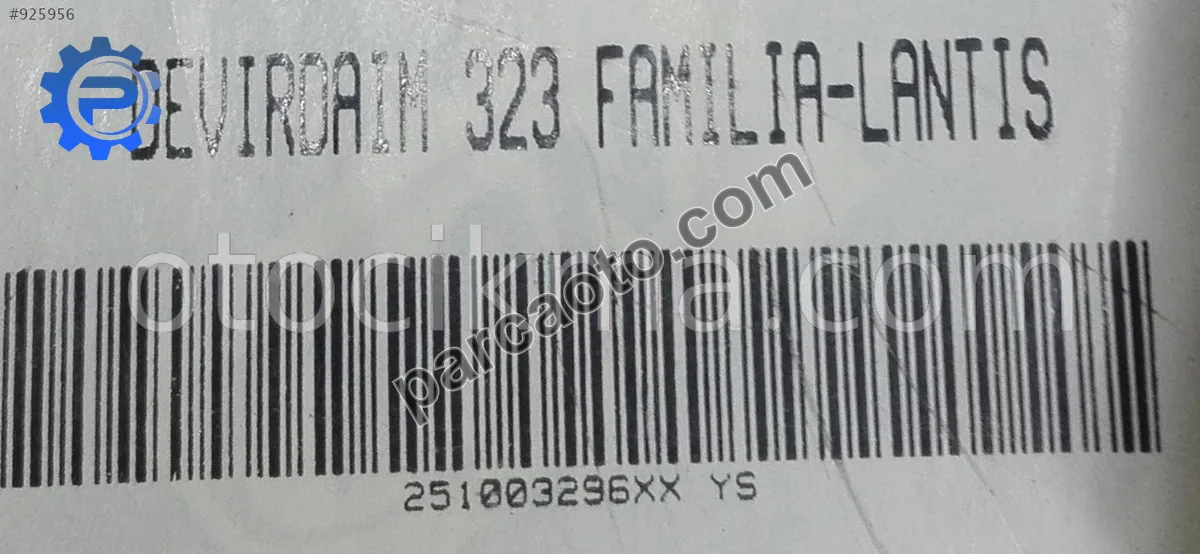 #925956
DEVIRDAIM 323 FAMILIA-LANTIS
otocikma.com
parcaoto.com
251003296XX YS